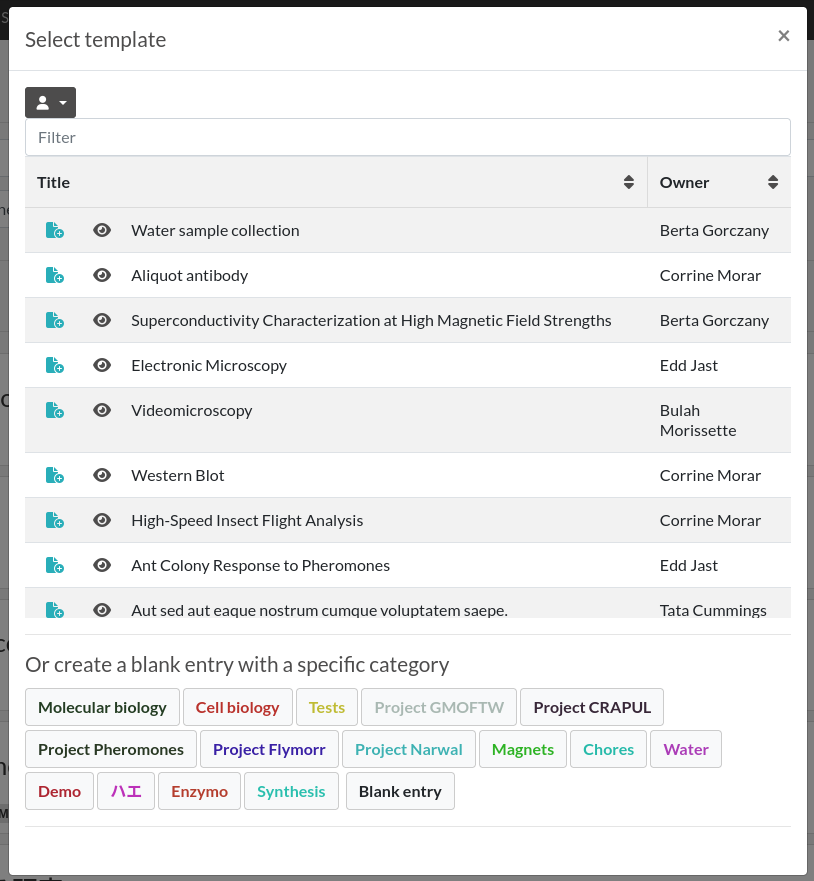 Select template
×
Filter
Title Owner
Water sample collection Berta Gorczany
Aliquot antibody Corrine Morar
Superconductivity Characterization at High Magnetic Field Strengths Berta Gorczany
Electronic Microscopy Edd Jast
Videomicroscopy Bulah
Morissette
Western Blot Corrine Morar
High-Speed Insect Flight Analysis Corrine Morar
Ant Colony Response to Pheromones Edd Jast
Aut sed aut eaque nostrum cumque voluptatem saepe. Tata Cummings
Or create a blank entry with a specific category
Molecular biology Cell biology Tests Project GMOFTW Project CRAPUL
Project Pheromones Project Flymorr Project Narwal Magnets Chores Water
Demo ハエ Enzymo Synthesis Blank entry